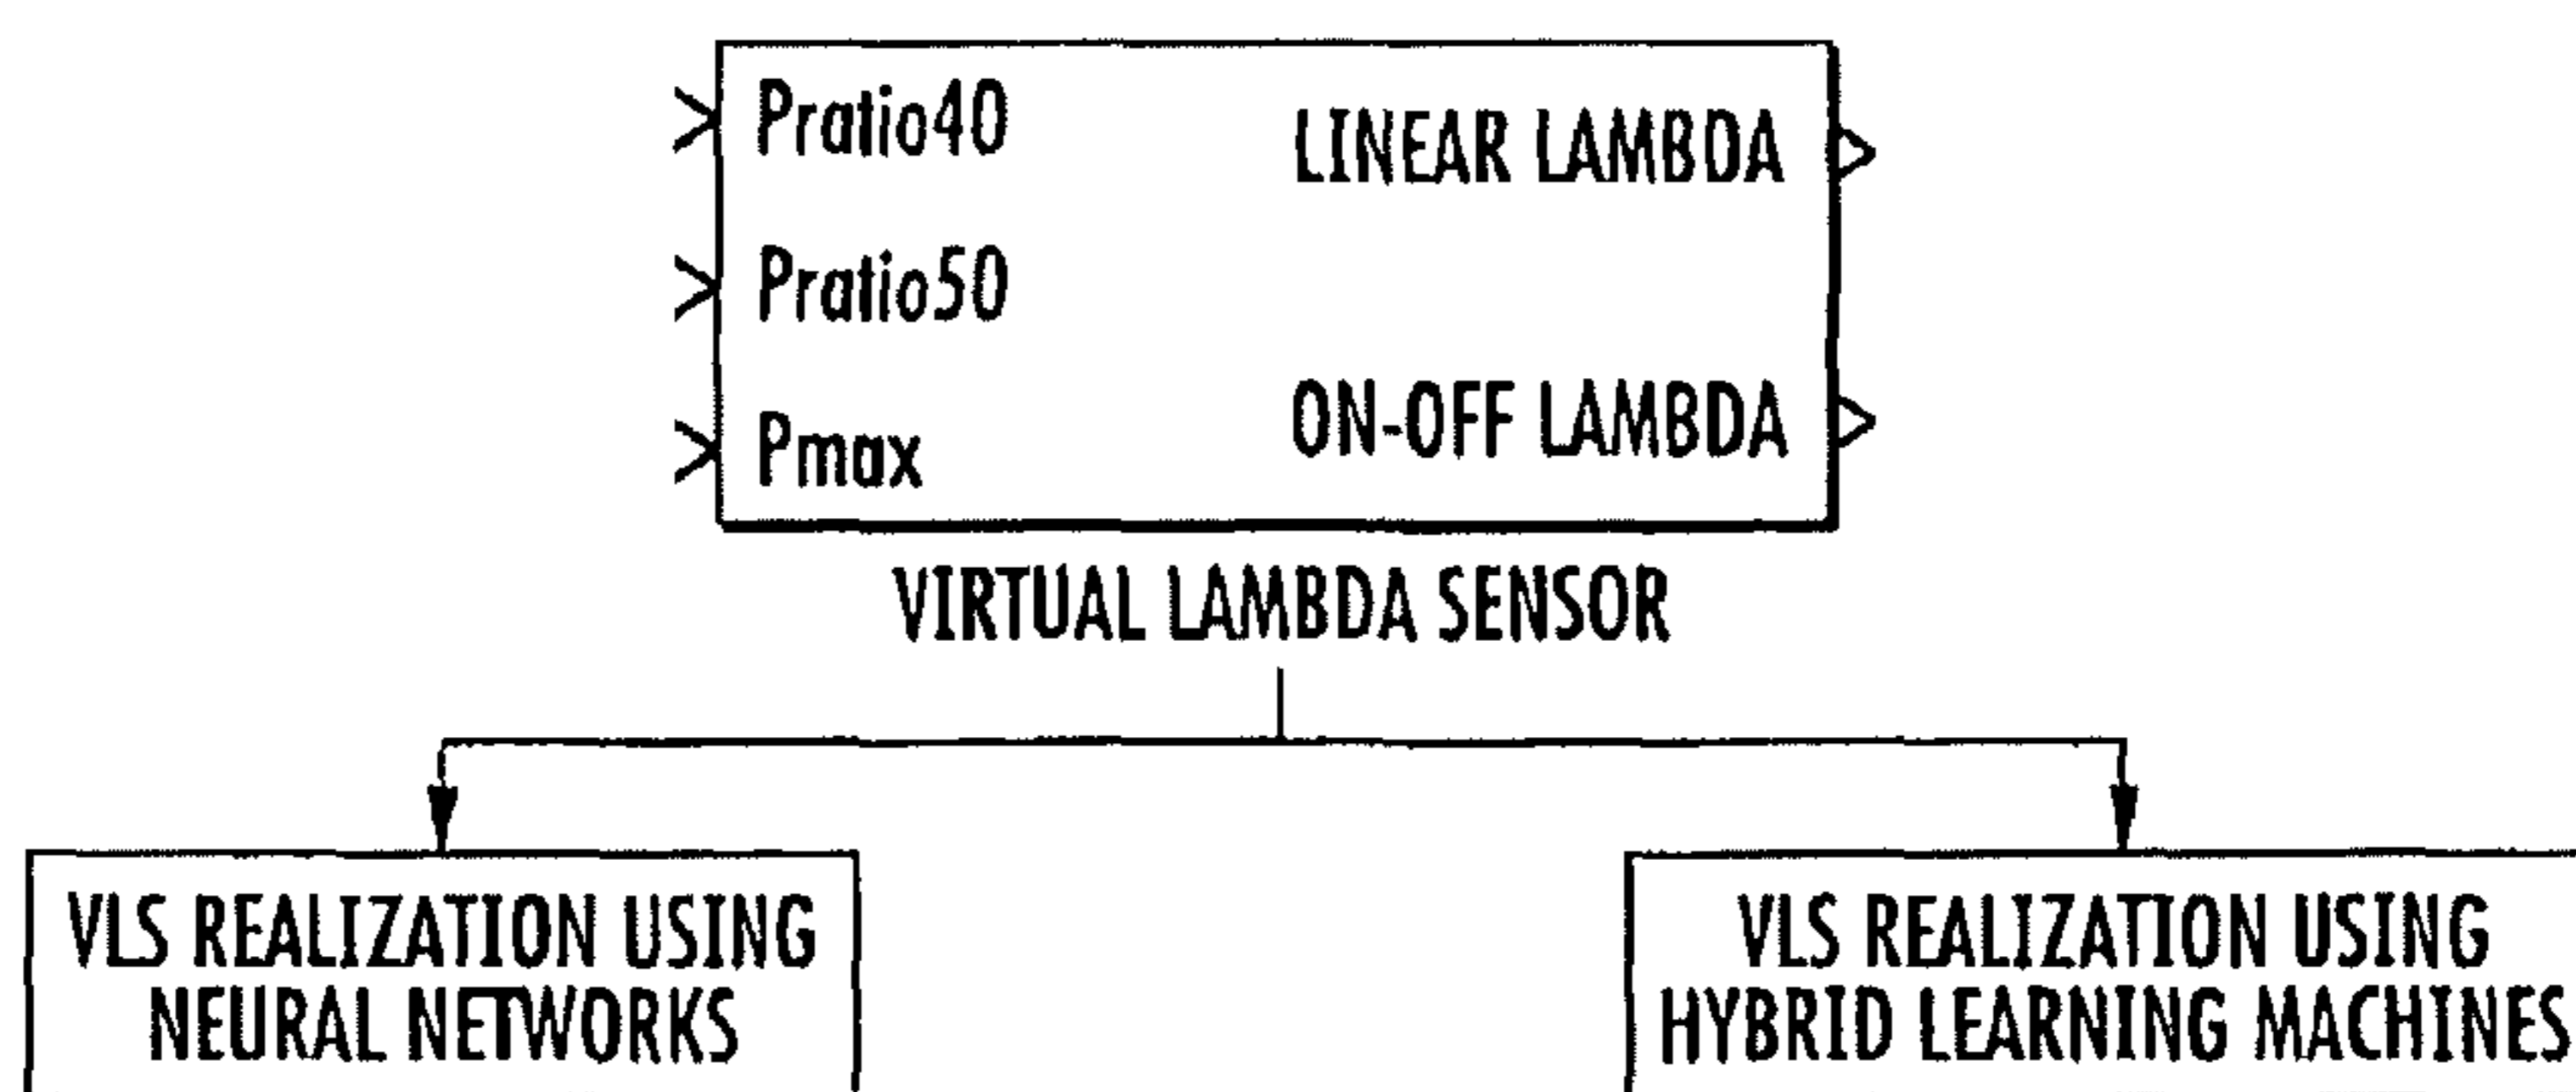 Pratio40
LINEAR LAMBDA
Pratio50
ON-OFF LAMBDA
Pmax
VIRTUAL LAMBDA SENSOR
VLS REALIZATION USING
NEURAL NETWORKS
VLS REALIZATION USING
HYBRID LEARNING MACHINES